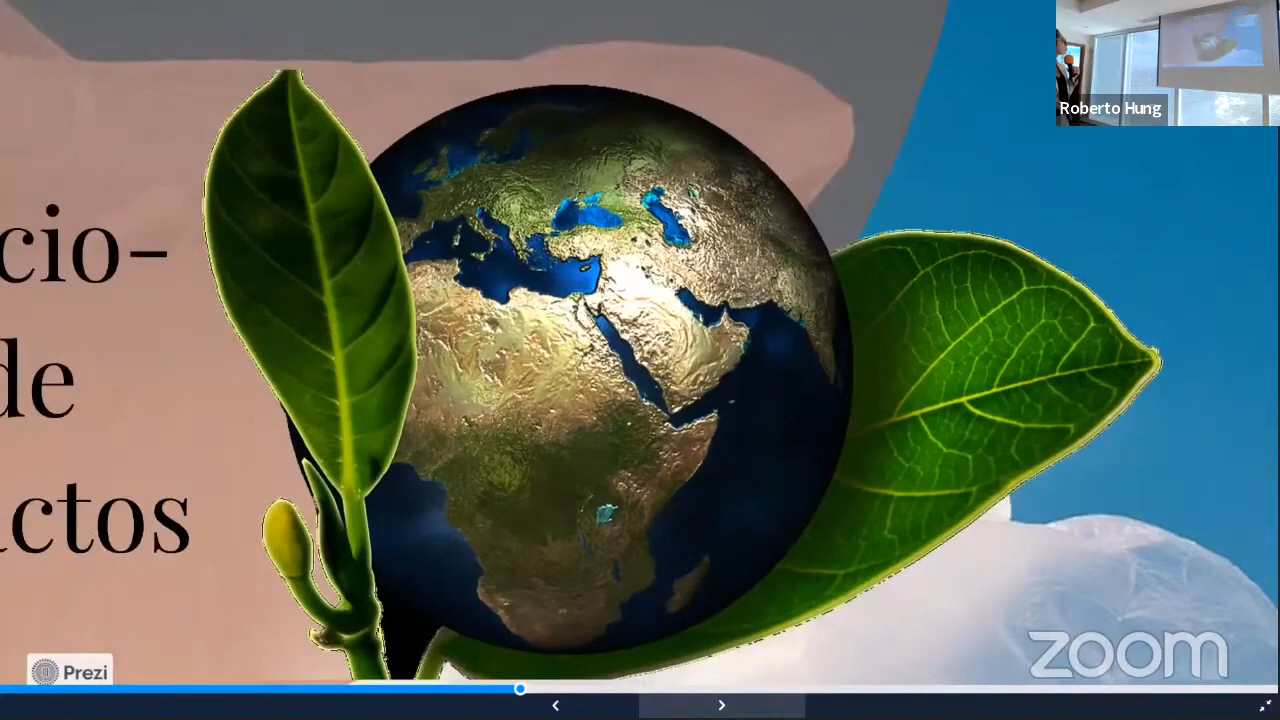 Roberto Hung
cio-
de
ctos
Prezi
zoom